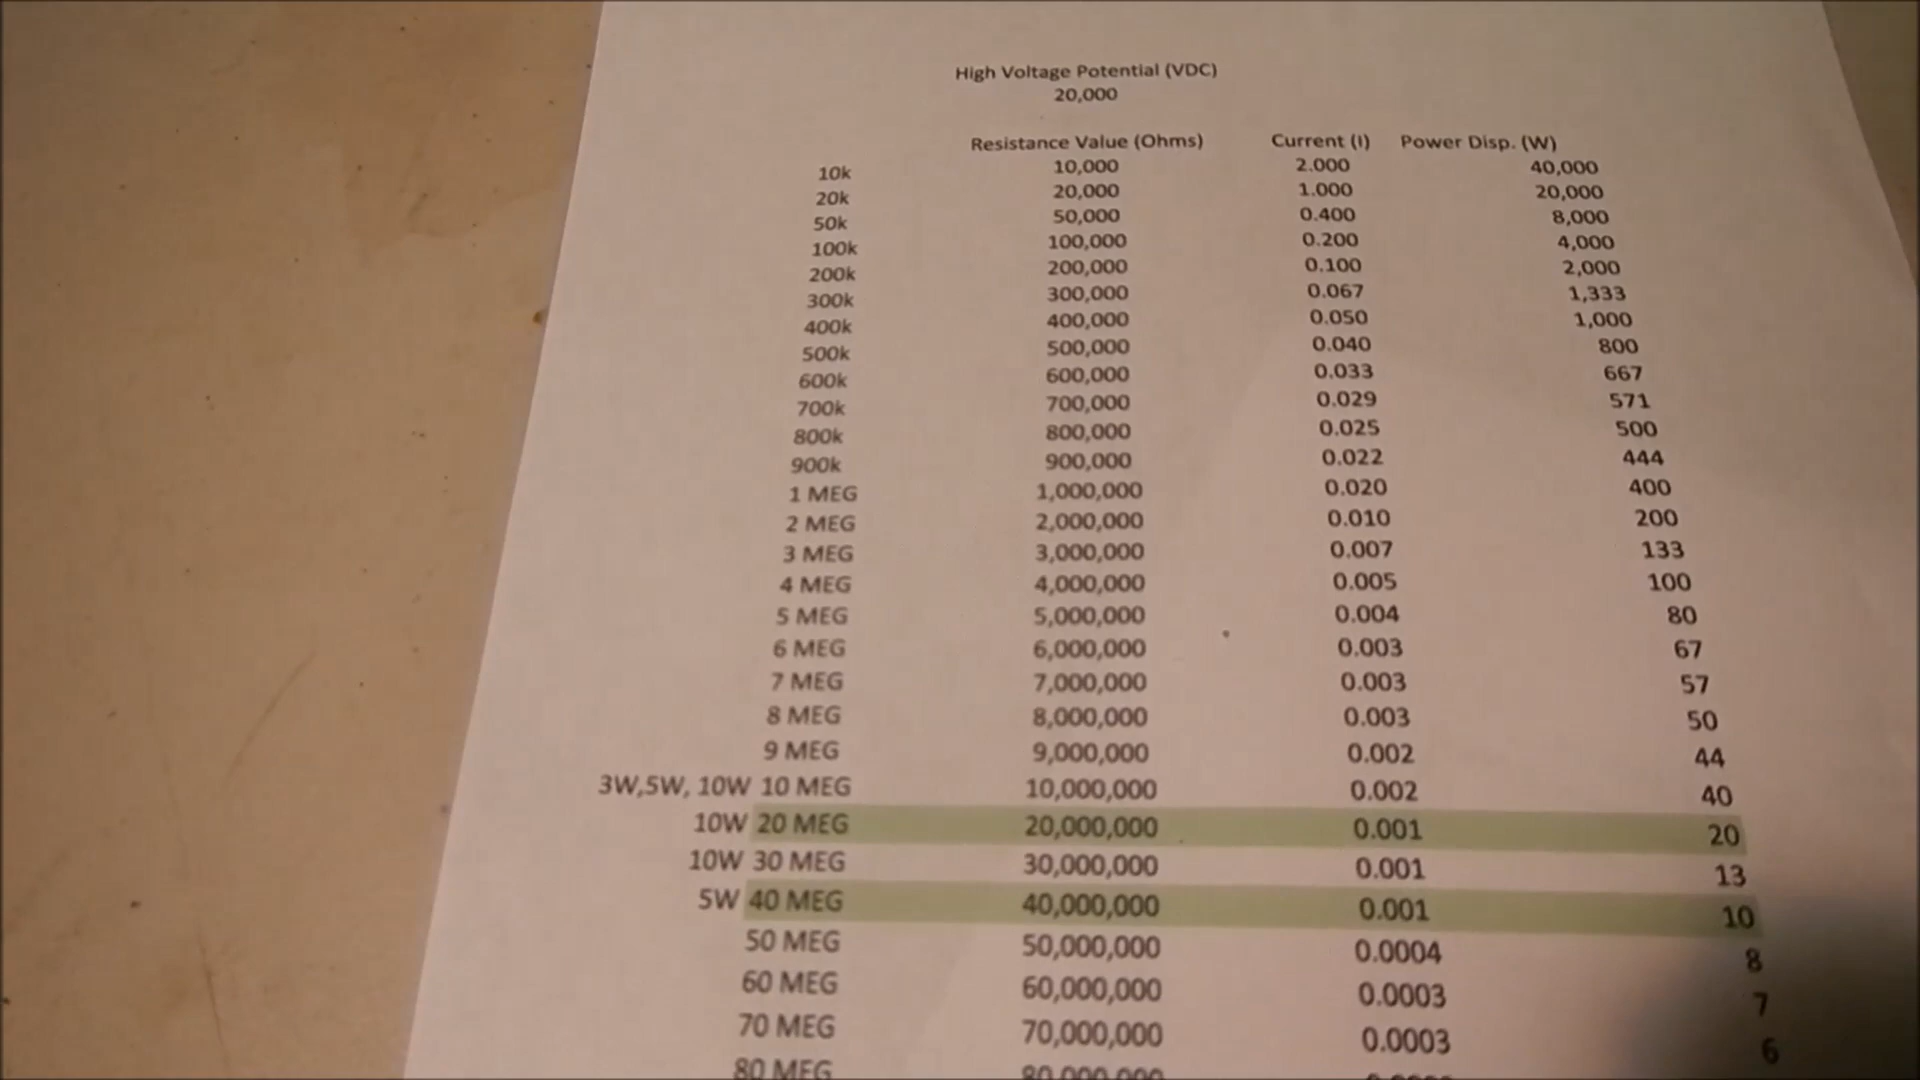 High Voltage Potential (VDC)
20,000
Resistance Value (Ohms) Current (I) Power Disp. (W)
10k 10,000 2.000 40,000
20k 20,000 1.000 20,000
50k 50,000 0.400 8,000
100k 100,000 0.200 4,000
200k 200,000 0.100 2,000
300k 300,000 0.067 1,333
400k 400,000 0.050 1,000
500k 500,000 0.040 800
600k 600,000 0.033 667
700k 700,000 0.029 571
800k 800,000 0.025 500
900k 900,000 0.022 444
1 MEG 1,000,000 0.020 400
2 MEG 2,000,000 0.010 200
3 MEG 3,000,000 0.007 133
4 MEG 4,000,000 0.005 100
5 MEG 5,000,000 0.004 80
6 MEG 6,000,000 0.003 67
7 MEG 7,000,000 0.003 57
8 MEG 8,000,000 0.003 50
9 MEG 9,000,000 0.002 44
3W,5W, 10W 10 MEG 10,000,000 0.002 40
10W 20 MEG 20,000,000 0.001 20
10W 30 MEG 30,000,000 0.001 13
5W 40 MEG 40,000,000 0.001 10
50 MEG 50,000,000 0.0004 8
60 MEG 60,000,000 0.0003 7
70 MEG 70,000,000 0.0003 6
80 MEG 80,000,000